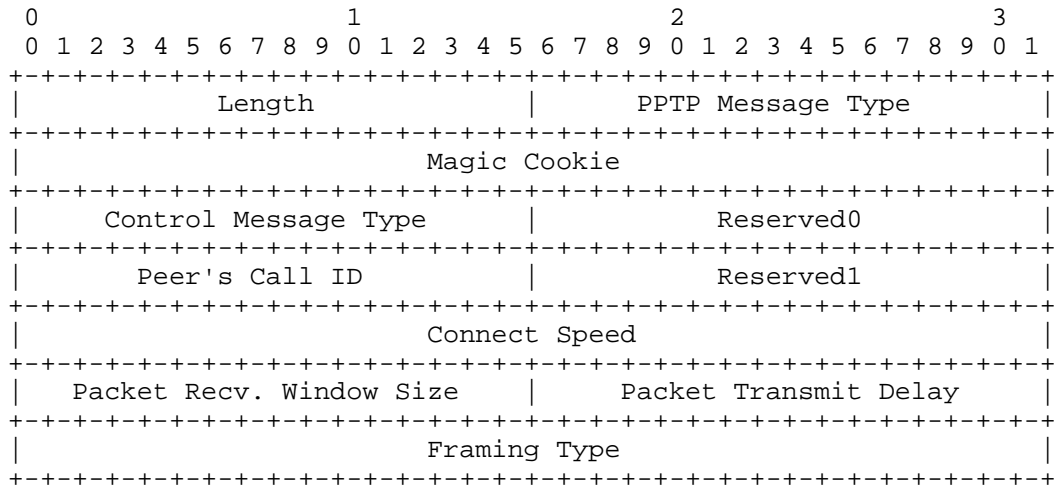 0                   1                   2                   3
 0 1 2 3 4 5 6 7 8 9 0 1 2 3 4 5 6 7 8 9 0 1 2 3 4 5 6 7 8 9 0 1
+-+-+-+-+-+-+-+-+-+-+-+-+-+-+-+-+-+-+-+-+-+-+-+-+-+-+-+-+-+-+-+-+
|            Length             |      PPTP Message Type        |
+-+-+-+-+-+-+-+-+-+-+-+-+-+-+-+-+-+-+-+-+-+-+-+-+-+-+-+-+-+-+-+-+
|                         Magic Cookie                          |
+-+-+-+-+-+-+-+-+-+-+-+-+-+-+-+-+-+-+-+-+-+-+-+-+-+-+-+-+-+-+-+-+
|     Control Message Type      |           Reserved0           |
+-+-+-+-+-+-+-+-+-+-+-+-+-+-+-+-+-+-+-+-+-+-+-+-+-+-+-+-+-+-+-+-+
|       Peer's Call ID          |           Reserved1           |
+-+-+-+-+-+-+-+-+-+-+-+-+-+-+-+-+-+-+-+-+-+-+-+-+-+-+-+-+-+-+-+-+
|                         Connect Speed                         |
+-+-+-+-+-+-+-+-+-+-+-+-+-+-+-+-+-+-+-+-+-+-+-+-+-+-+-+-+-+-+-+-+
|   Packet Recv. Window Size    |     Packet Transmit Delay     |
+-+-+-+-+-+-+-+-+-+-+-+-+-+-+-+-+-+-+-+-+-+-+-+-+-+-+-+-+-+-+-+-+
|                         Framing Type                          |
+-+-+-+-+-+-+-+-+-+-+-+-+-+-+-+-+-+-+-+-+-+-+-+-+-+-+-+-+-+-+-+-+